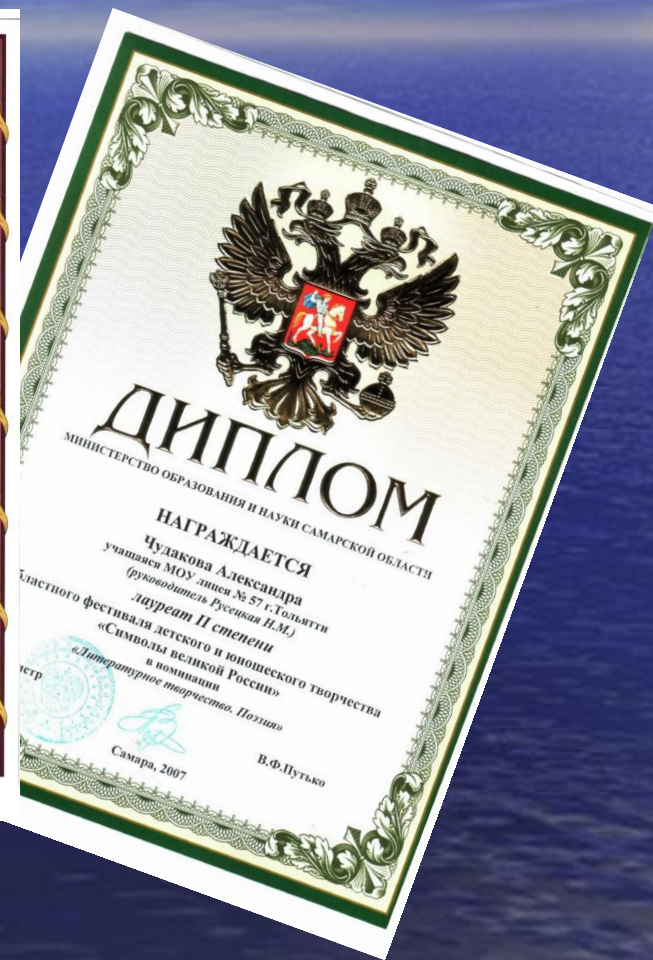 ДИПЛОМ
МИНИСТЕРСТВО ОБРАЗОВАНИЯ И НАУКИ САМАРСКОЙ ОБЛАСТИ
НАГРАЖДАЕТСЯ
Чудакова Александра
учащаяся МОУ лицея № 57 г.Тольятти
(руководитель Русецкая Н.М.)
лауреат II степени
бластного фестиваля детского и юношеского творчества
«Символы великой России»
в номинации
«Литературное творчество. Поэзия»
истр
В.Ф.Путько
Самара, 2007